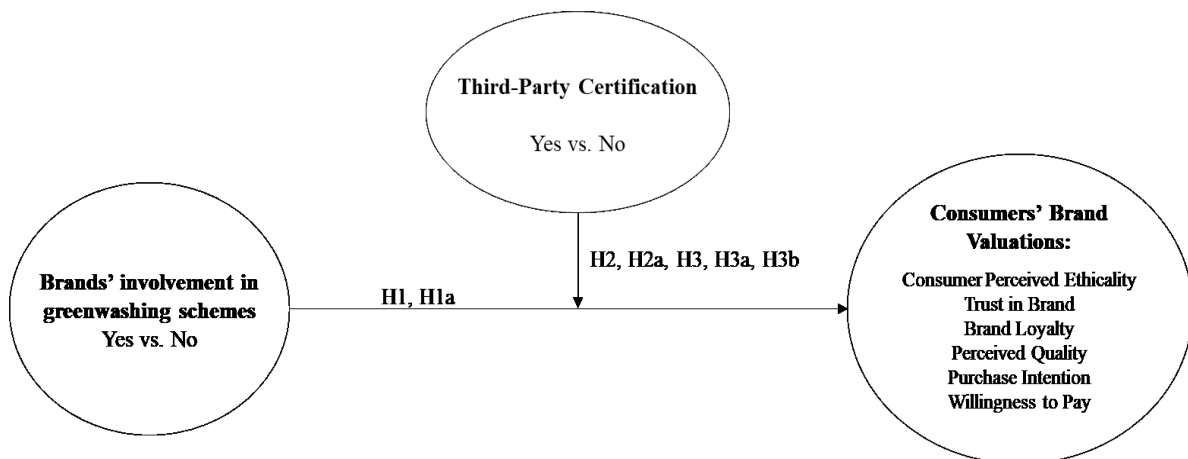 Third-Party Certification
Yes vs. No
Brands' involvement in
greenwashing schemes
Yes vs. No
H1, H1a
H2, H2a, H3, H3a, H3b
Consumers' Brand
Valuations:
Consumer Perceived Ethicality
Trust in Brand
Brand Loyalty
Perceived Quality
Purchase Intention
Willingness to Pay